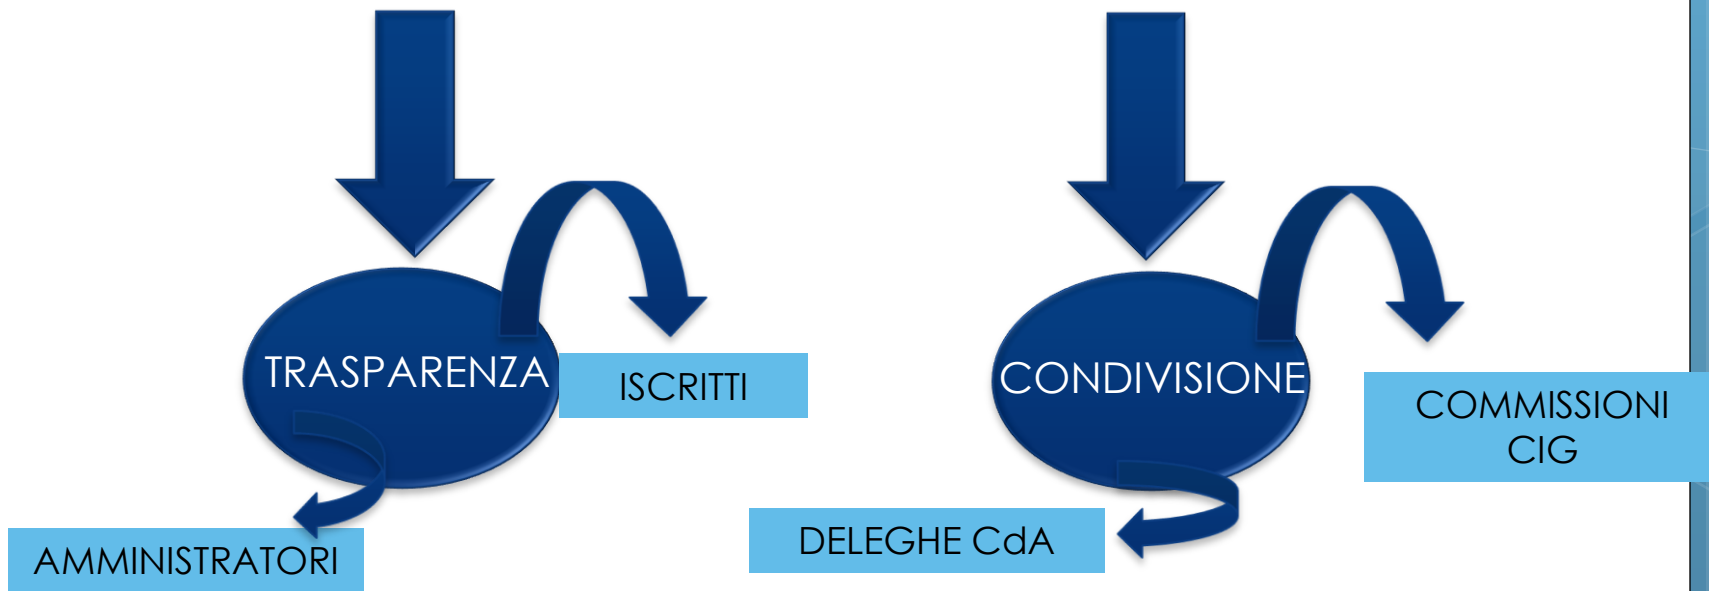 TRASPARENZA
ISCRITTI
AMMINISTRATORI
CONDIVISIONE
COMMISSIONI
CIG
DELEGHE CdA